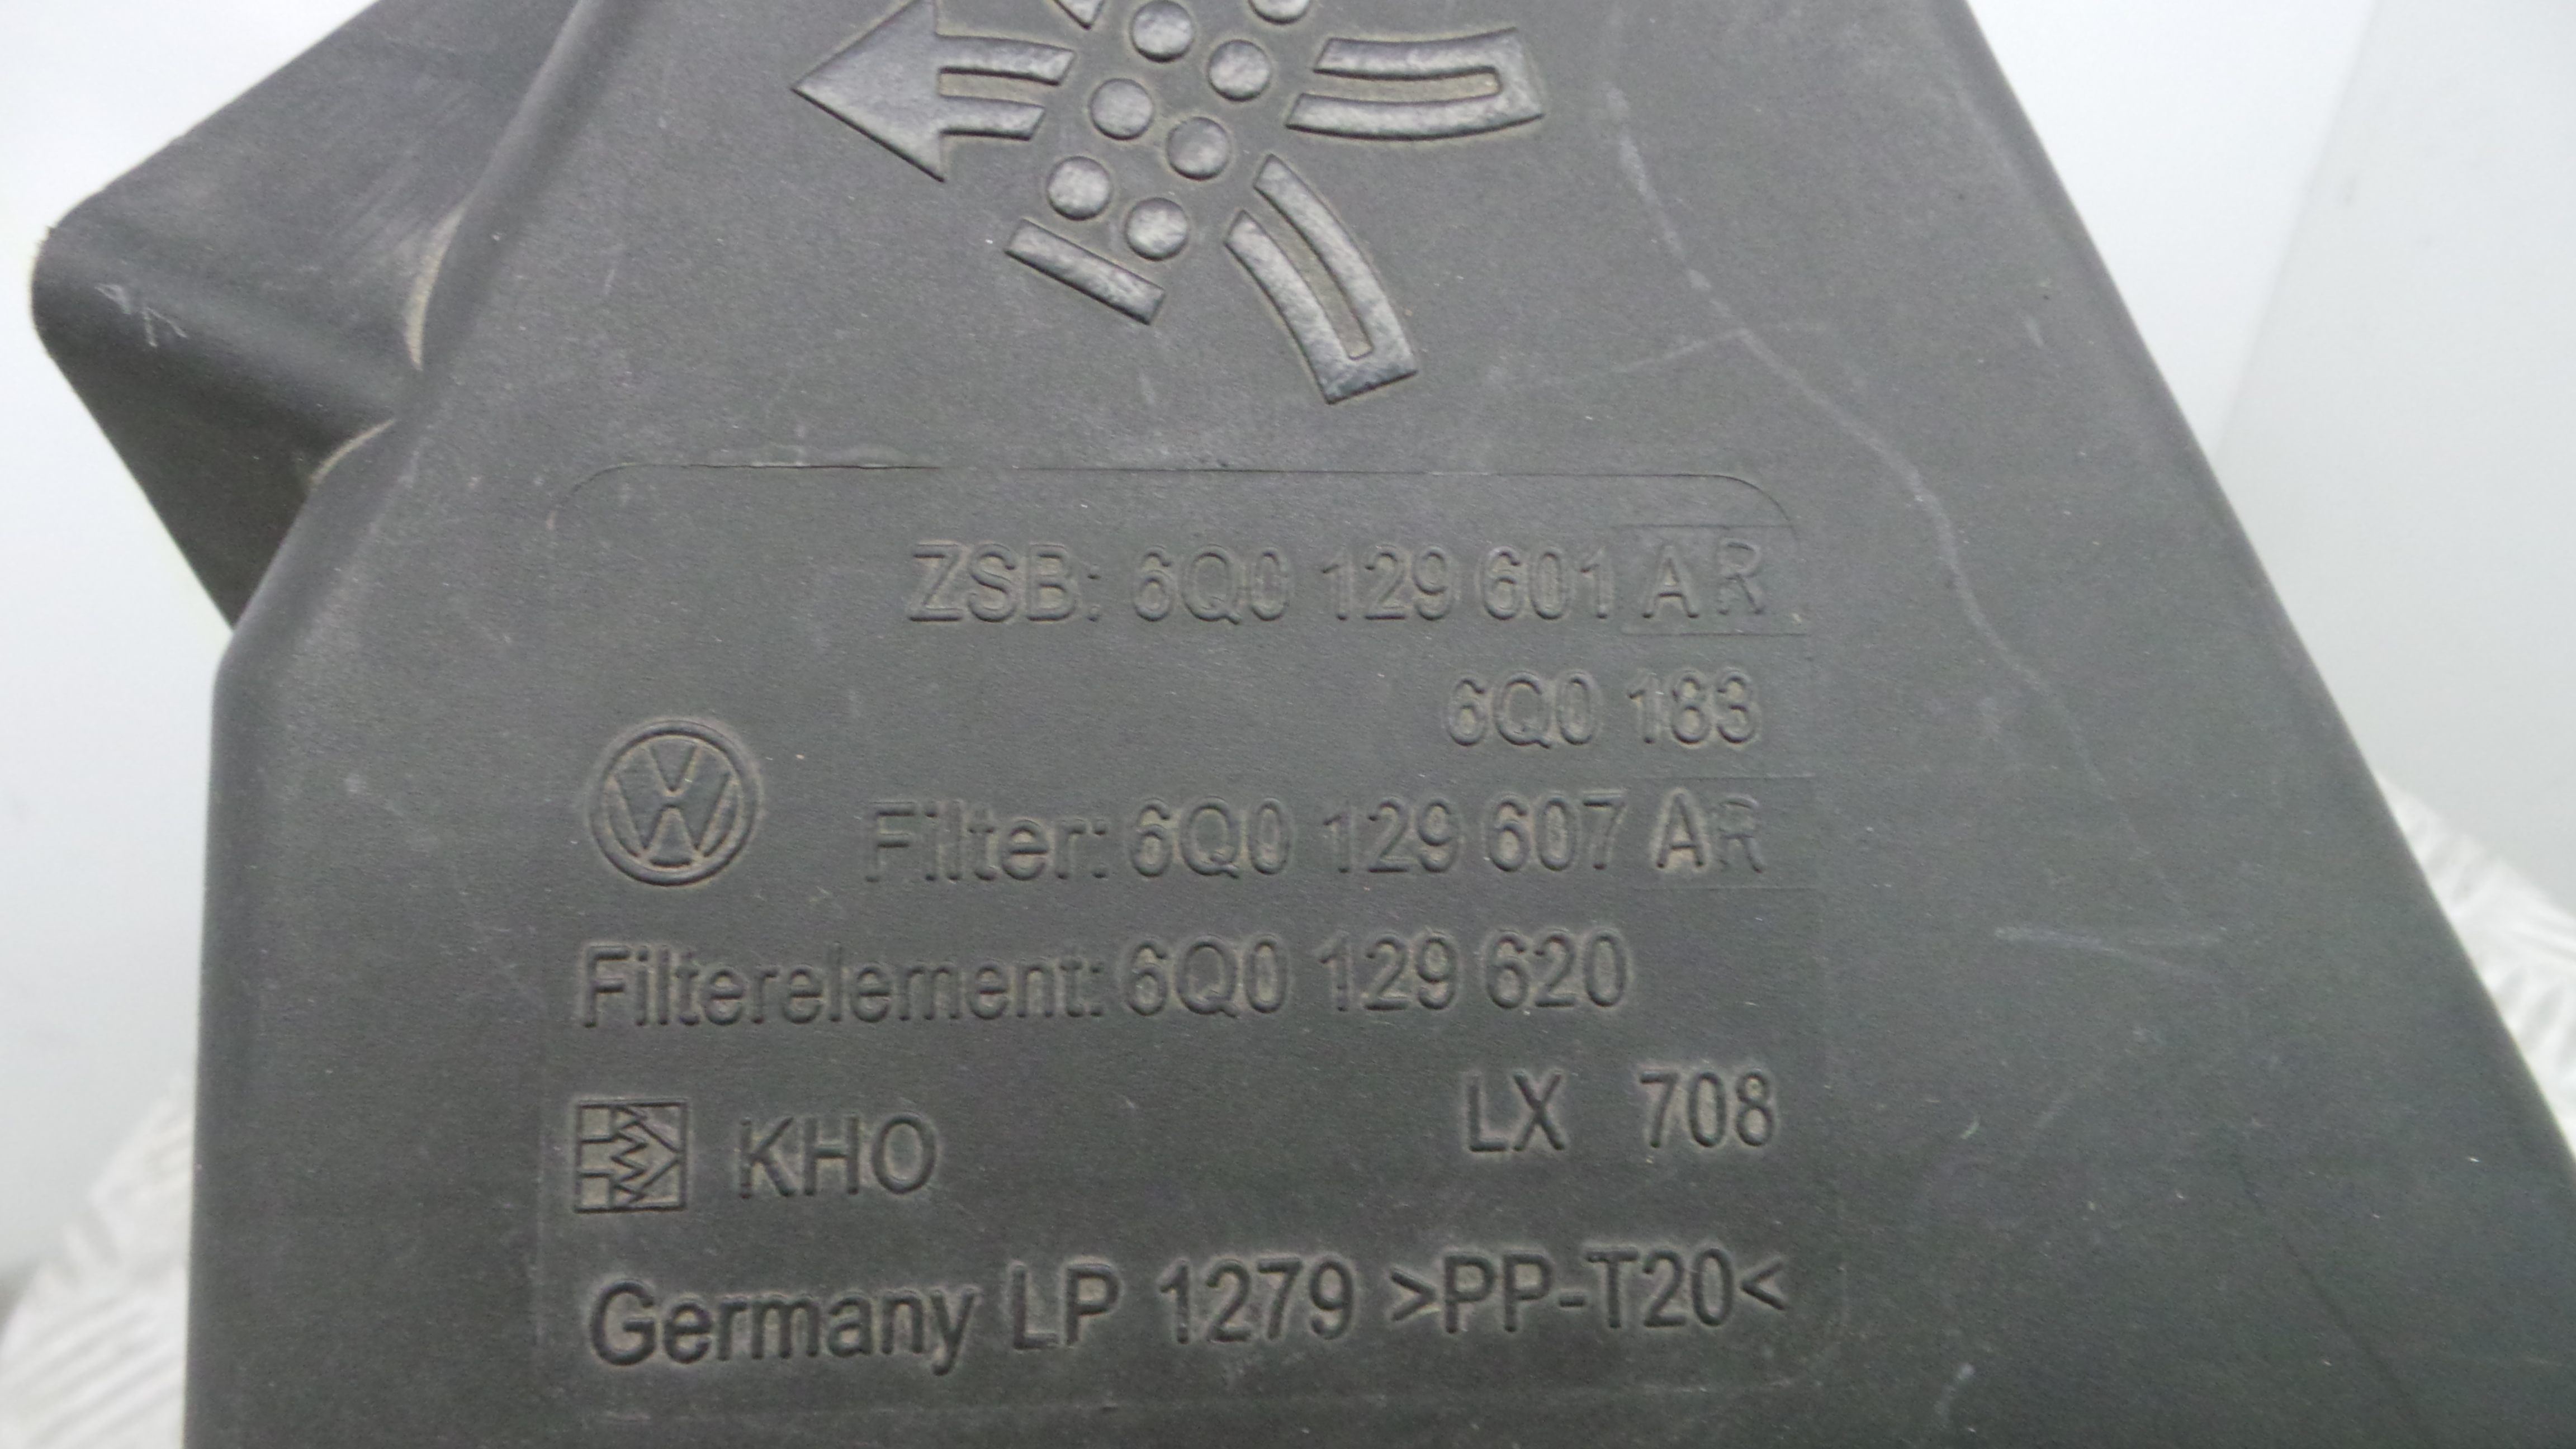 ZSB: 6Q0 129 601 AR
6Q0 183
Filter: 6Q0 129 607 AR
Filterelement: 6Q0 129 620
KHO LX 708
Germany LP 1279 >PP-T20<